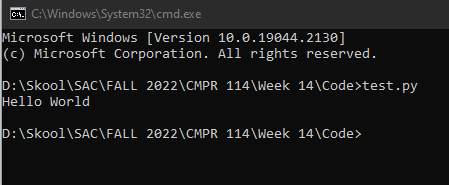 C:\Windows\System32\cmd.exe
Microsoft Windows [Version 10.0.19044.2130]
(c) Microsoft Corporation. All rights reserved.
D:\Skool\SAC\FALL 2022\CMPR 114\Week 14\Code>test.py
Hello World
D:\Skool\SAC\FALL 2022\CMPR 114\Week 14\Code>